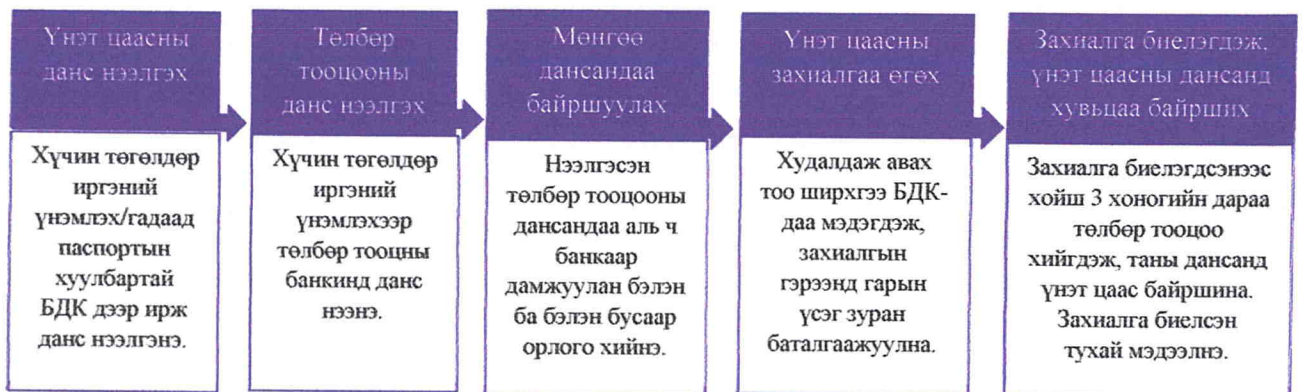 Үнэт цаасны
данс нээлгэх
Хүчин төгөлдөр
иргэний
үнэмлэх/гадаад
паспортын
хуулбартай
БДК дээр ирж
данс нээлгэнэ.
Төлбөр
тооцооны
данс нээлгэх
Хүчин төгөлдөр
иргэний
үнэмлэхээр
төлбөр тооцны
банкинд данс
нээнэ.
Мөнгөө
дансандаа
байршуулах
Нээлгэсэн
төлбөр тооцооны
дансандаа аль ч
банкаар
дамжуулан бэлэн
ба бэлэн бусаар
орлого хийнэ.
Үнэт цаасны
захиалгаа өгөх
Худалдаж авах
тоо ширхгээ БДК-
даа мэдэгдэж,
захиалгын
гэрээнд гарын
үсэг зуран
баталгаажуулна.
Захиалга биелэгдэж,
үнэт цаасны дансанд
хувьцаа байрших
Захиалга биелэгдсэнээс
хойш 3 хоногийн дараа
төлбөр тооцоо
хийгдэж, таны дансанд
үнэт цаас байршина.
Захиалга биелсэн
тухай мэдээлнэ.